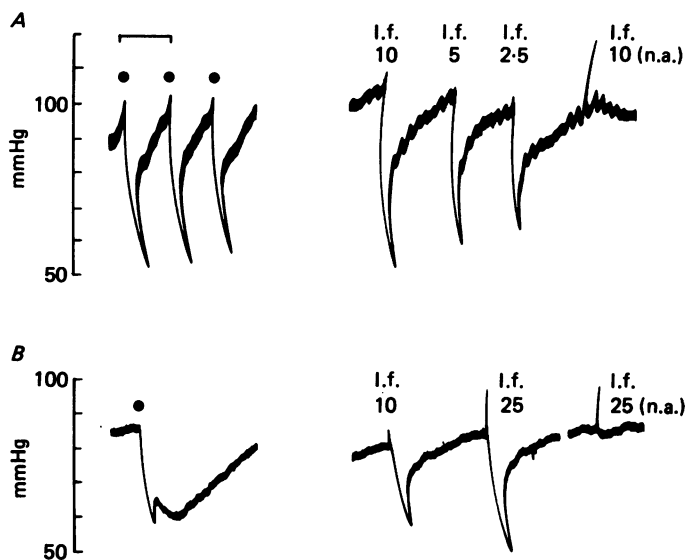 A
I.f. I.f. I.f. I.f.
10 5 2·5 10 (n.a.)
100
mmHg
50
B
100
I.f. I.f. I.f.
10 25 25 (n.a.)
mmHg
50